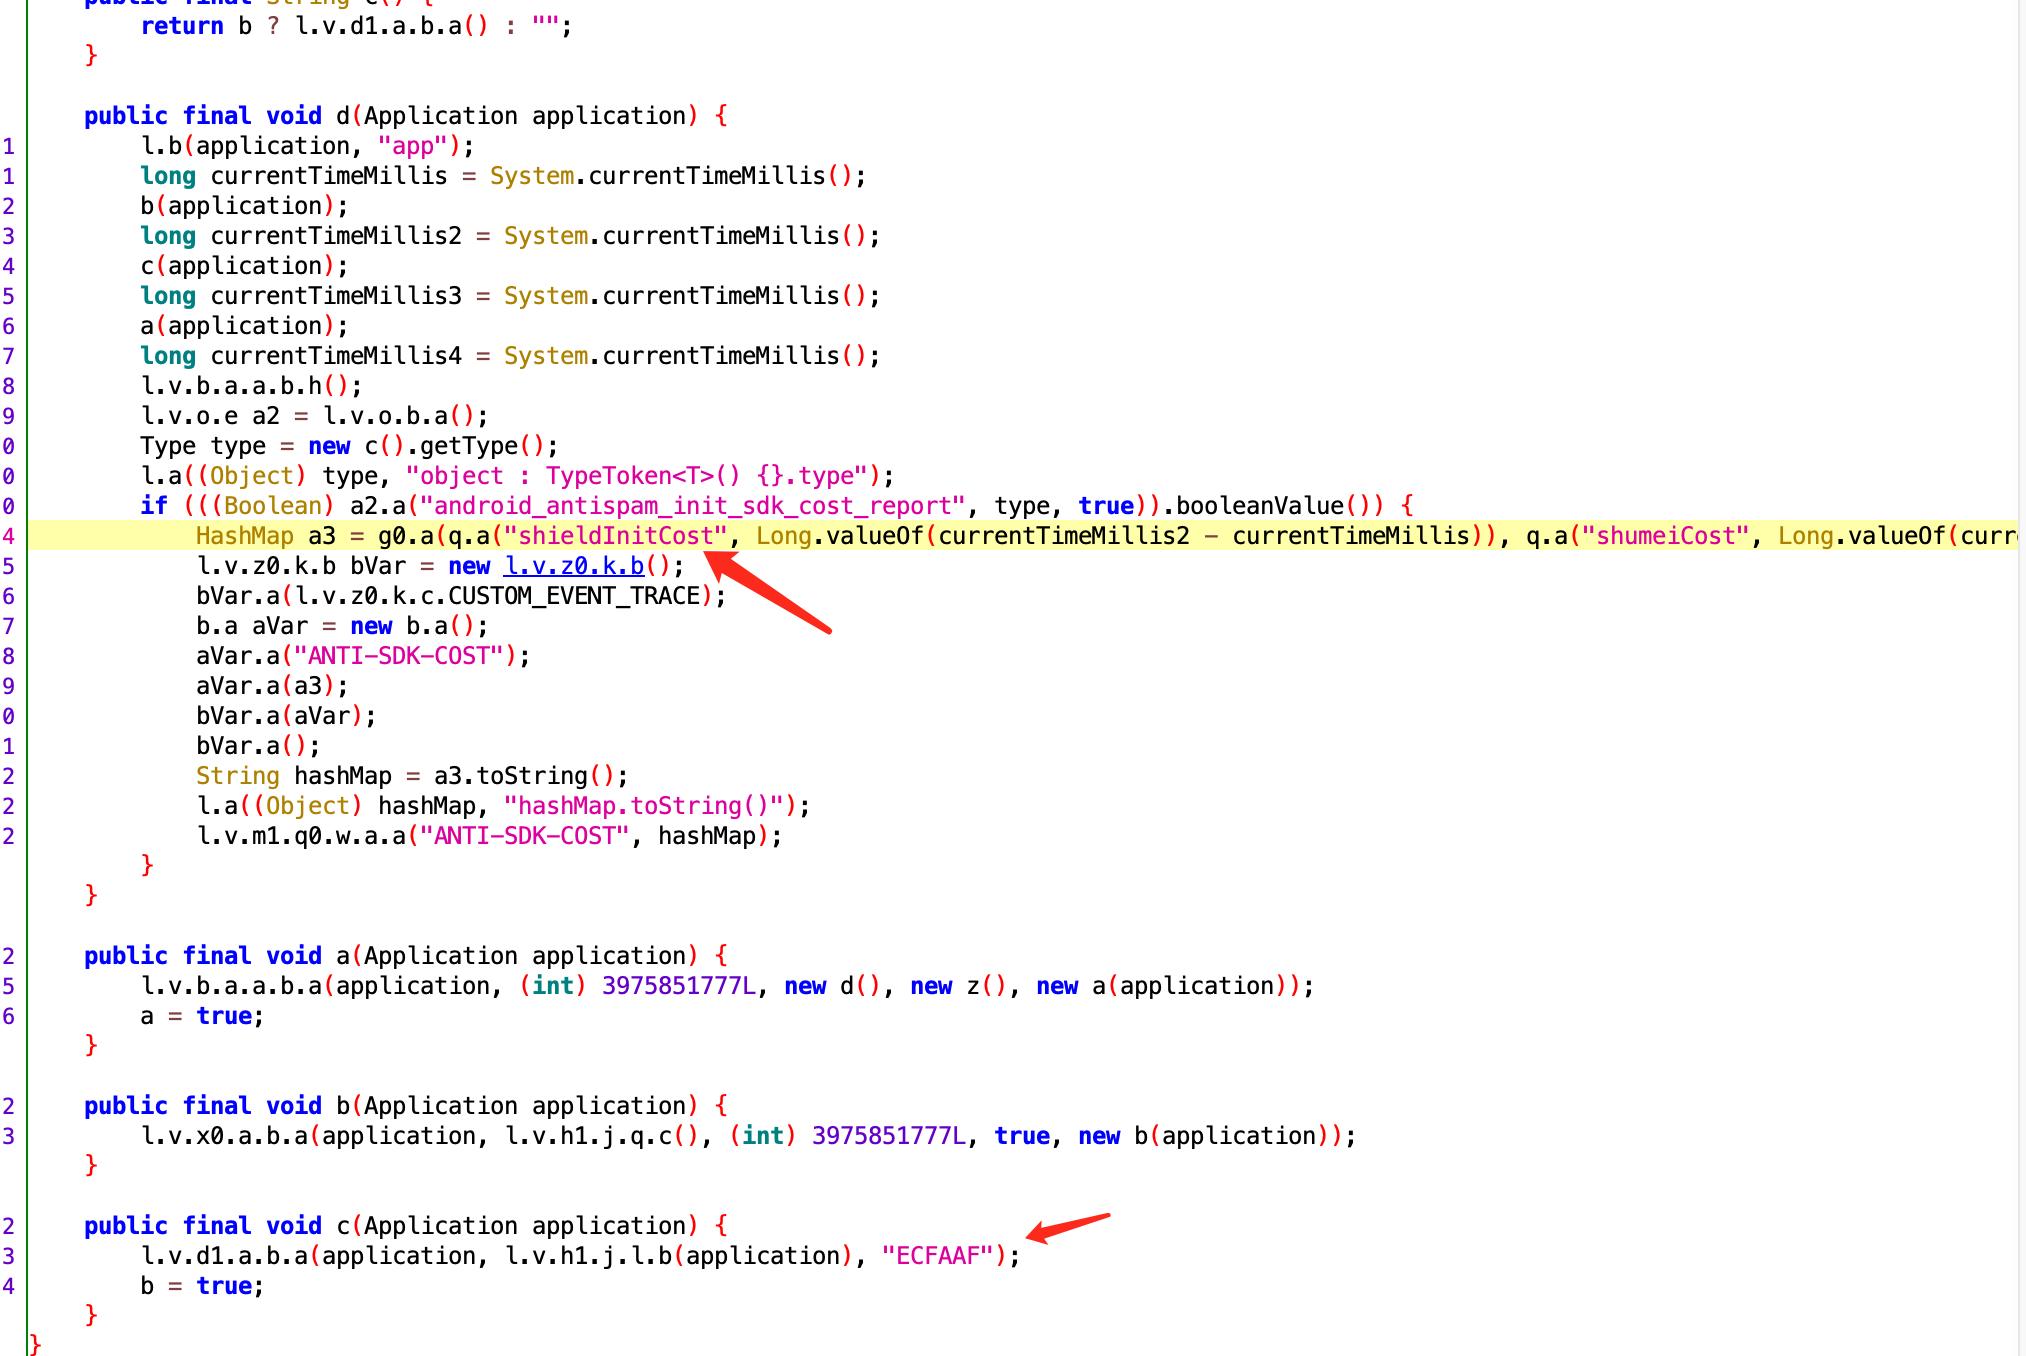 public final String c() {
return b ? l.v.d1.a.b.a() : "";
}
public final void d(Application application) {
1 l.b(application, "app");
1 long currentTimeMillis = System.currentTimeMillis();
2 b(application);
3 long currentTimeMillis2 = System.currentTimeMillis();
4 c(application);
5 long currentTimeMillis3 = System.currentTimeMillis();
6 a(application);
7 long currentTimeMillis4 = System.currentTimeMillis();
8 l.v.b.a.a.b.h();
9 l.v.o.e a2 = l.v.o.b.a();
0 Type type = new c().getType();
0 l.a((Object) type, "object : TypeToken<T>() {}.type");
0 if (((Boolean) a2.a("android_antispam_init_sdk_cost_report", type, true)).booleanValue()) {
4 HashMap a3 = g0.a(q.a("shieldInitCost", Long.valueOf(currentTimeMillis2 - currentTimeMillis)), q.a("shumeiCost", Long.valueOf(curr
5 l.v.z0.k.b bVar = new l.v.z0.k.b();
6 bVar.a(l.v.z0.k.c.CUSTOM_EVENT_TRACE);
7 b.a aVar = new b.a();
8 aVar.a("ANTI-SDK-COST");
9 aVar.a(a3);
0 bVar.a(aVar);
1 bVar.a();
2 String hashMap = a3.toString();
2 l.a((Object) hashMap, "hashMap.toString()");
2 l.v.m1.q0.w.a.a("ANTI-SDK-COST", hashMap);
}
}
2 public final void a(Application application) {
5 l.v.b.a.a.b.a(application, (int) 3975851777L, new d(), new z(), new a(application));
6 a = true;
}
2 public final void b(Application application) {
3 l.v.x0.a.b.a(application, l.v.h1.j.q.c(), (int) 3975851777L, true, new b(application));
}
2 public final void c(Application application) {
3 l.v.d1.a.b.a(application, l.v.h1.j.l.b(application), "ECFAAF");
4 b = true;
}
}